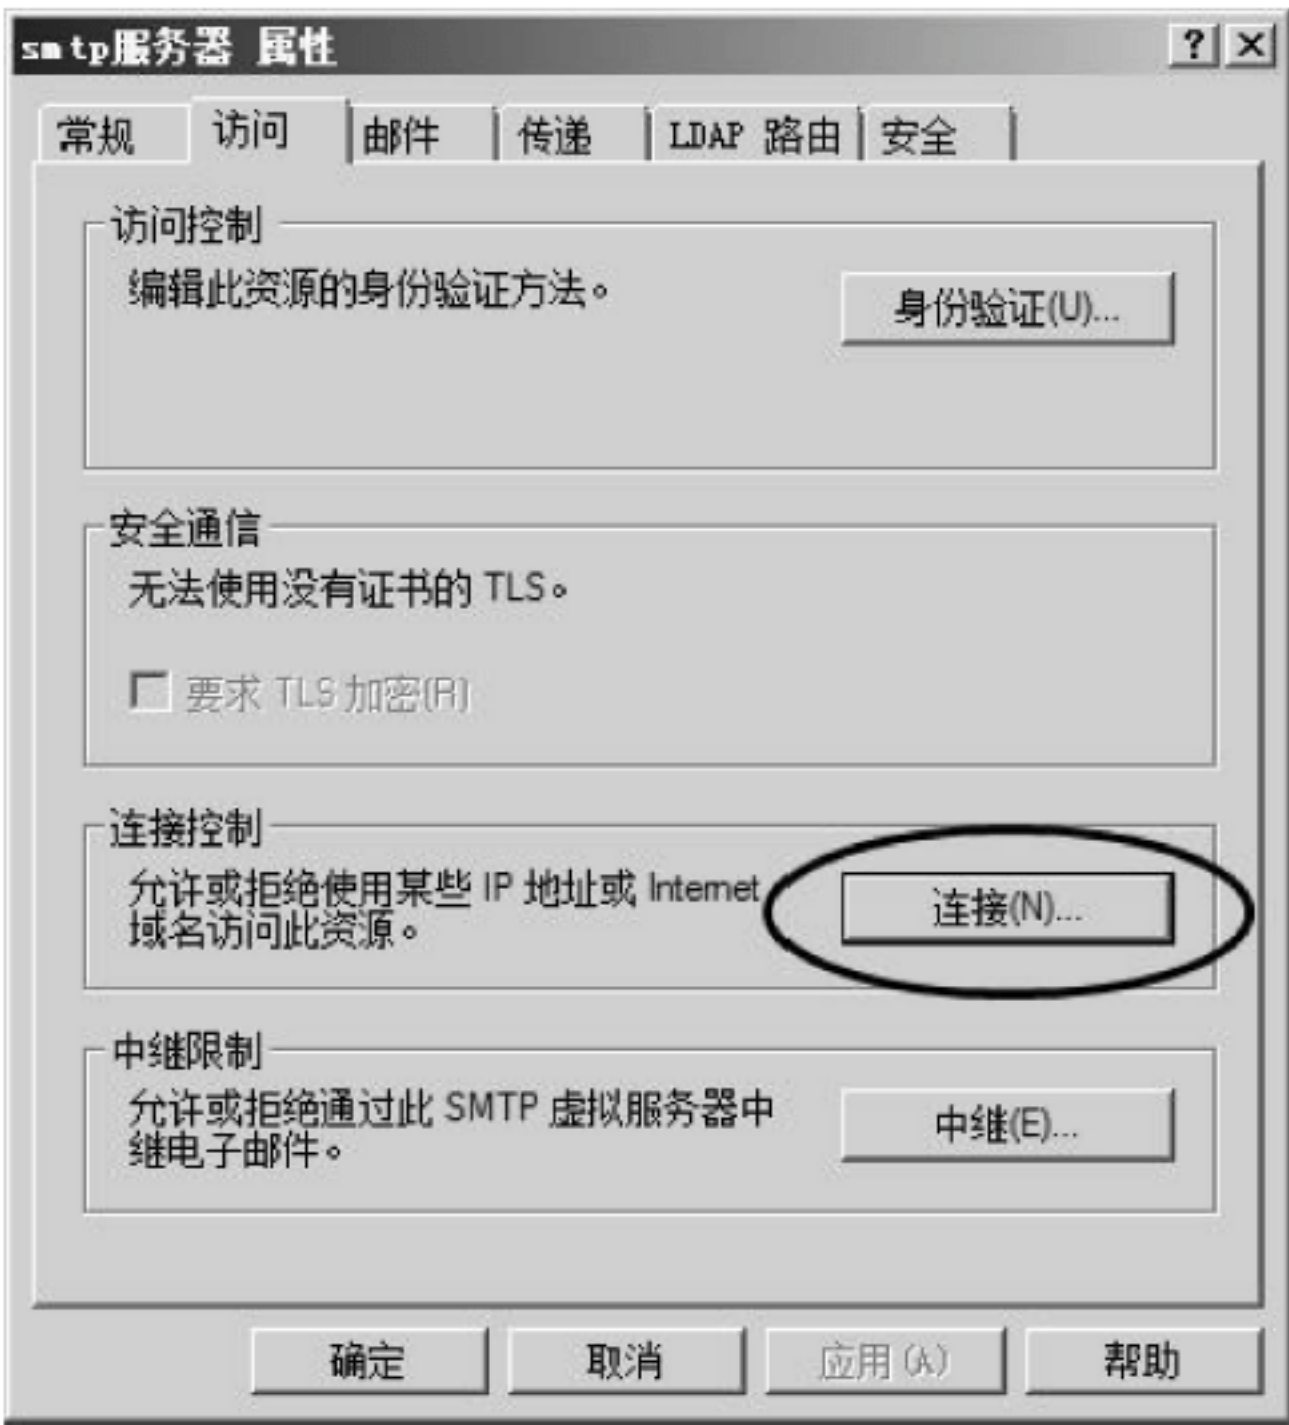 smtp服务器 属性
常规 访问 邮件 传递 LDAP 路由 安全
访问控制
编辑此资源的身份验证方法。
身份验证(U)...
安全通信
无法使用没有证书的 TLS。
要求 TLS 加密(R)
连接控制
允许或拒绝使用某些 IP 地址或 Internet
域名访问此资源。
连接(N)...
中继限制
允许或拒绝通过此 SMTP 虚拟服务器中
继电子邮件。
中继(E)...
确定 取消 应用(A) 帮助